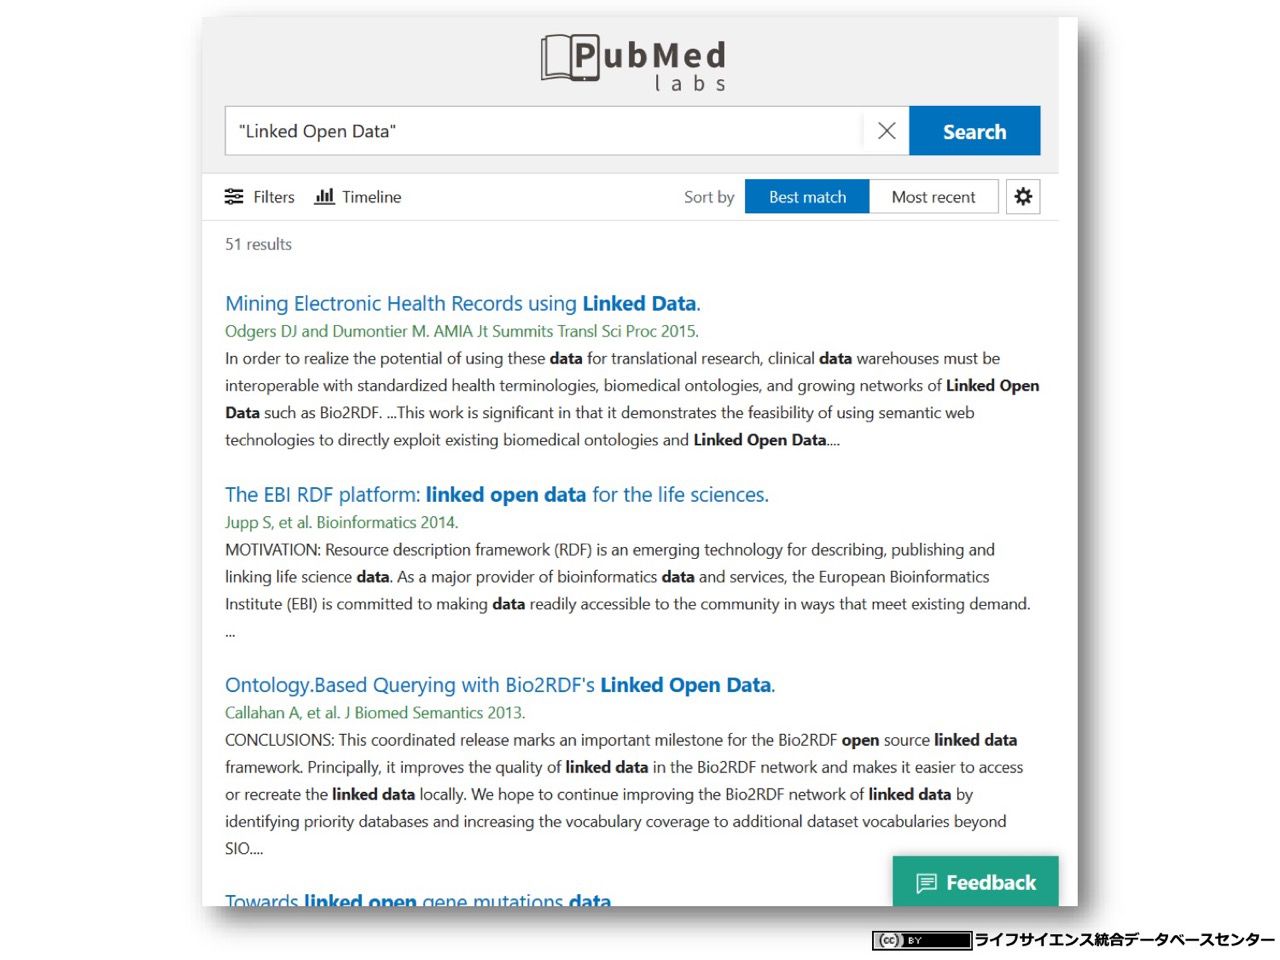 PubMed
labs
"Linked Open Data"
Search
Filters
Timeline
Sort by
Best match
Most recent
51 results
Mining Electronic Health Records using Linked Data.
Odgers DJ and Dumontier M. AMIA Jt Summits Transl Sci Proc 2015.
In order to realize the potential of using these data for translational research, clinical data warehouses must be
interoperable with standardized health terminologies, biomedical ontologies, and growing networks of Linked Open
Data such as Bio2RDF. ...This work is significant in that it demonstrates the feasibility of using semantic web
technologies to directly exploit existing biomedical ontologies and Linked Open Data....
The EBI RDF platform: linked open data for the life sciences.
Jupp S, et al. Bioinformatics 2014.
MOTIVATION: Resource description framework (RDF) is an emerging technology for describing, publishing and
linking life science data. As a major provider of bioinformatics data and services, the European Bioinformatics
Institute (EBI) is committed to making data readily accessible to the community in ways that meet existing demand.
...
Ontology.Based Querying with Bio2RDF's Linked Open Data.
Callahan A, et al. J Biomed Semantics 2013.
CONCLUSIONS: This coordinated release marks an important milestone for the Bio2RDF open source linked data
framework. Principally, it improves the quality of linked data in the Bio2RDF network and makes it easier to access
or recreate the linked data locally. We hope to continue improving the Bio2RDF network of linked data by
identifying priority databases and increasing the vocabulary coverage to additional dataset vocabularies beyond
SIO....
Towards linked open gene mutations data
Feedback
cc BY ライフサイエンス統合データベースセンター